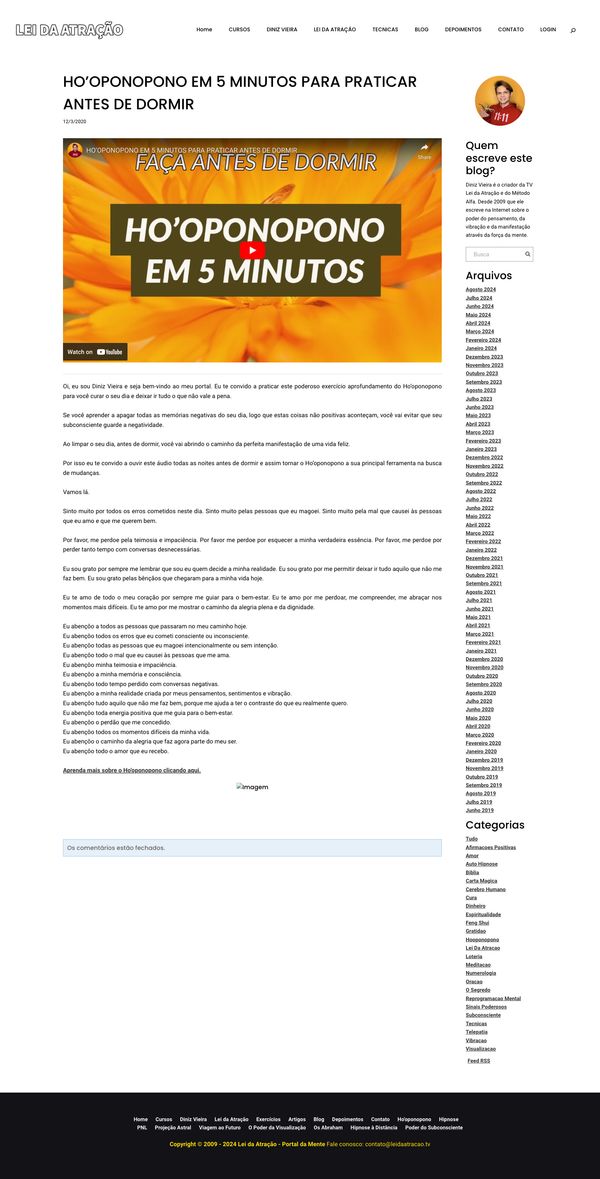 LEI DA ATRAÇÃO
Home CURSOS DINIZ VIEIRA LEI DA ATRAÇÃO TECNICAS BLOG DEPOIMENTOS CONTATO LOGIN
HO'OPONOPONO EM 5 MINUTOS PARA PRATICAR
ANTES DE DORMIR
12/3/2020
HO'OPONOPONO EM 5 MINUTOS PARA PRATICAR ANTES DE DORMIR
Share
FAÇA ANTES DE DORMIR
HO'OPONOPONO
EM 5 MINUTOS
Watch on YouTube
Oi, eu sou Diniz Vieira e seja bem-vindo ao meu portal. Eu te convido a praticar este poderoso exercício aprofundamento do Ho'oponopono
para você curar o seu dia e deixar ir tudo o que não vale a pena.
Se você aprender a apagar todas as memórias negativas do seu dia, logo que estas coisas não positivas aconteçam, você vai evitar que seu
subconsciente guarde a negatividade.
Ao limpar o seu dia, antes de dormir, você vai abrindo o caminho da perfeita manifestação de uma vida feliz.
Por isso eu te convido a ouvir este áudio todas as noites antes de dormir e assim tornar o Ho'oponopono a sua principal ferramenta na busca
de mudanças.
Vamos lá.
Sinto muito por todos os erros cometidos neste dia. Sinto muito pelas pessoas que eu magoei. Sinto muito pela mal que causei às pessoas
que eu amo e que me querem bem.
Por favor, me perdoe pela teimosia e impaciência. Por favor me perdoe por esquecer a minha verdadeira essência. Por favor, me perdoe por
perder tanto tempo com conversas desnecessárias.
Eu sou grato por sempre me lembrar que sou eu quem decide a minha realidade. Eu sou grato por me permitir deixar ir tudo aquilo que não me
faz bem. Eu sou grato pelas bênçãos que chegaram para a minha vida hoje.
Eu te amo de todo o meu coração por sempre me guiar para o bem-estar. Eu te amo por me perdoar, me compreender, me abraçar nos
momentos mais difíceis. Eu te amo por me mostrar o caminho da alegria plena e da dignidade.
Eu abençôo a todos as pessoas que passaram no meu caminho hoje.
Eu abençôo todos os erros que eu cometi consciente ou inconsciente.
Eu abençôo todas as pessoas que eu magoei intencionalmente ou sem intenção.
Eu abençôo todo o mal que eu causei às pessoas que me ama.
Eu abençôo minha teimosia e impaciência.
Eu abençôo a minha memória e consciência.
Eu abençôo todo tempo perdido com conversas negativas.
Eu abençôo a minha realidade criada por meus pensamentos, sentimentos e vibração.
Eu abençôo tudo aquilo que não me faz bem, porque me ajuda a ter o contraste do que eu realmente quero.
Eu abençôo toda energia positiva que me guia para o bem-estar.
Eu abençôo o perdão que me concedido.
Eu abençôo todos os momentos difíceis da minha vida.
Eu abençôo o caminho da alegria que faz agora parte do meu ser.
Eu abençôo todo o amor que eu recebo.
Aprenda mais sobre o Ho'oponopono clicando aqui.
Imagem
Os comentários estão fechados.
11:11
Quem
escreve este
blog?
Diniz Vieira é o criador da TV
Lei da Atração e do Método
Alfa. Desde 2009 que ele
escreve na Internet sobre o
poder do pensamento, da
vibração e da manifestação
através da força da mente.
Busca
Arquivos
Agosto 2024
Julho 2024
Junho 2024
Maio 2024
Abril 2024
Março 2024
Fevereiro 2024
Janeiro 2024
Dezembro 2023
Novembro 2023
Outubro 2023
Setembro 2023
Agosto 2023
Julho 2023
Junho 2023
Maio 2023
Abril 2023
Março 2023
Fevereiro 2023
Janeiro 2023
Dezembro 2022
Novembro 2022
Outubro 2022
Setembro 2022
Agosto 2022
Julho 2022
Junho 2022
Maio 2022
Abril 2022
Março 2022
Fevereiro 2022
Janeiro 2022
Dezembro 2021
Novembro 2021
Outubro 2021
Setembro 2021
Agosto 2021
Julho 2021
Junho 2021
Maio 2021
Abril 2021
Março 2021
Fevereiro 2021
Janeiro 2021
Dezembro 2020
Novembro 2020
Outubro 2020
Setembro 2020
Agosto 2020
Julho 2020
Junho 2020
Maio 2020
Abril 2020
Março 2020
Fevereiro 2020
Janeiro 2020
Dezembro 2019
Novembro 2019
Outubro 2019
Setembro 2019
Agosto 2019
Julho 2019
Junho 2019
Categorias
Tudo
Afirmacoes Positivas
Amor
Auto Hipnose
Biblia
Carta Magica
Cerebro Humano
Cura
Dinheiro
Espiritualidade
Feng Shui
Gratidao
Hooponopono
Lei Da Atracao
Loteria
Meditacao
Numerologia
Oracao
O Segredo
Reprogramacao Mental
Sinais Poderosos
Subconsciente
Tecnicas
Telepatia
Vibracao
Visualizacao
Feed RSS
Home Cursos Diniz Vieira Lei da Atração Exercícios Artigos Blog Depoimentos Contato Ho'oponopono Hipnose
PNL Projeção Astral Viagem ao Futuro O Poder da Visualização Os Abraham Hipnose à Distância Poder do Subconsciente
Copyright © 2009 - 2024 Lei da Atração - Portal da Mente Fale conosco: contato@leidaatracao.tv